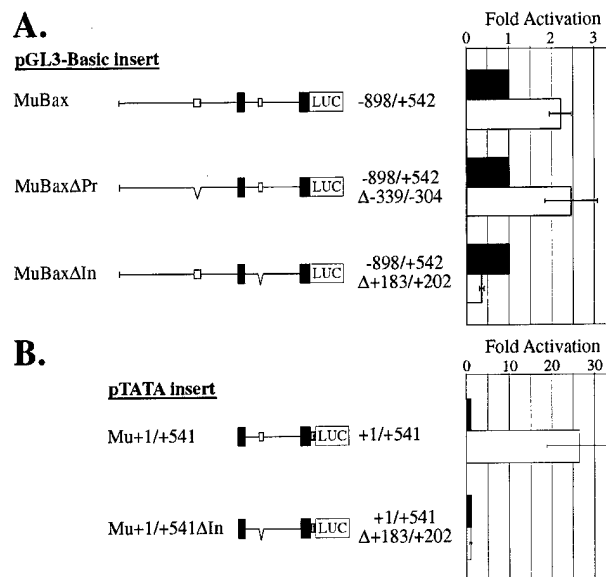 A.
Fold Activation
0 1 2 3
pGL3-Basic insert
MuBax LUC -898/+542
MuBaxΔPr LUC -898/+542
Δ-339/-304
MuBaxΔIn LUC -898/+542
Δ+183/+202
B.
Fold Activation
0 10 20 30
pTATA insert
Mu+1/+541 LUC +1/+541
Mu+1/+541ΔIn LUC +1/+541
Δ+183/+202